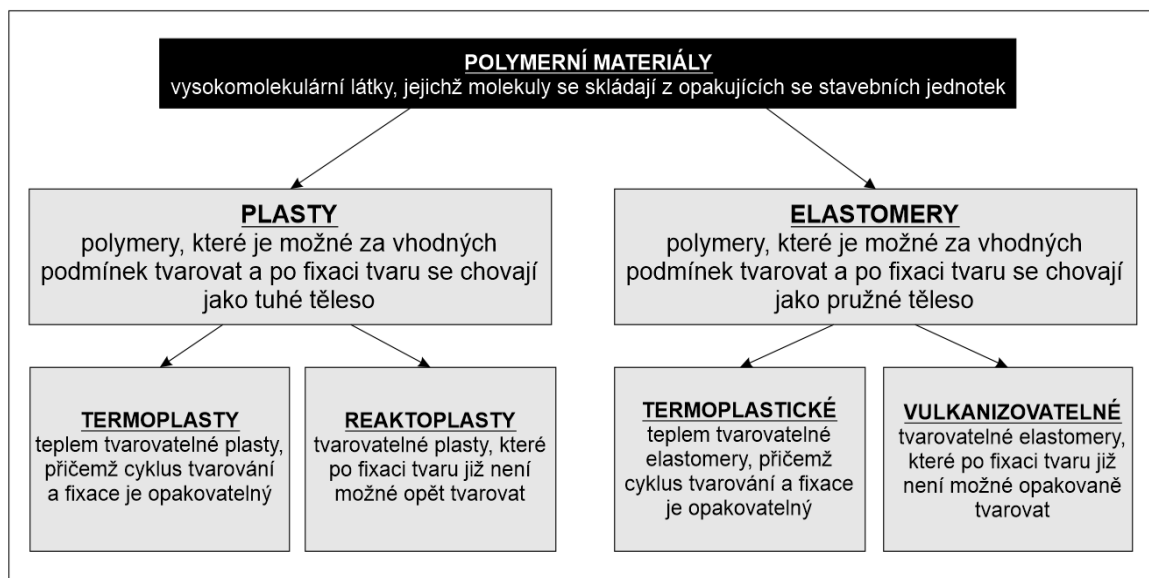 POLYMERNÍ MATERIÁLY
vysokomolekulární látky, jejichž molekuly se skládají z opakujících se stavebních jednotek
PLASTY
polymery, které je možné za vhodných
podmínek tvarovat a po fixaci tvaru se chovají
jako tuhé těleso
ELASTOMERY
polymery, které je možné za vhodných
podmínek tvarovat a po fixaci tvaru se chovají
jako pružné těleso
TERMOPLASTY
teplem tvarovatelné plasty,
přičemž cyklus tvarování
a fixace je opakovatelný
REAKTOPLASTY
tvarovatelné plasty, které
po fixaci tvaru již není
možné opět tvarovat
TERMOPLASTICKÉ
teplem tvarovatelné
elastomery, přičemž
cyklus tvarování a fixace
je opakovatelný
VULKANIZOVATELNÉ
tvarovatelné elastomery,
které po fixaci tvaru již
není možné opakovaně
tvarovat